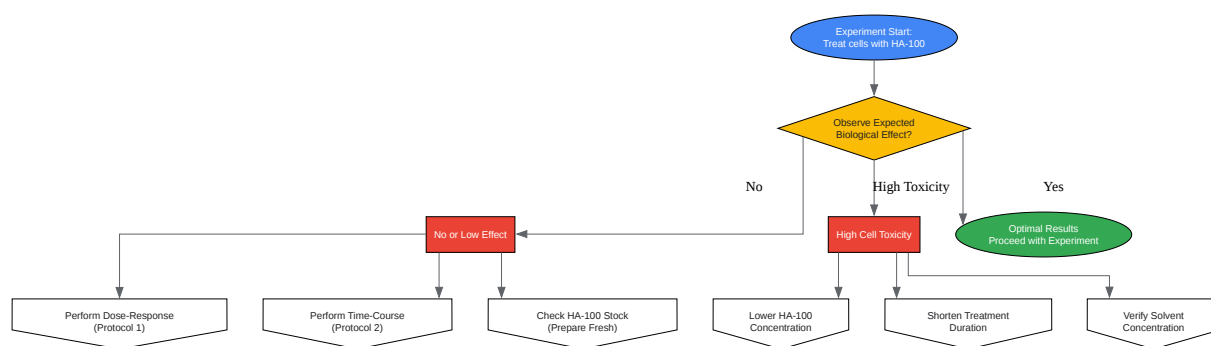 Experiment Start:
Treat cells with HA-100
Observe Expected
Biological Effect?
No
High Toxicity
Yes
No or Low Effect
High Cell Toxicity
Optimal Results
Proceed with Experiment
Perform Dose-Response
(Protocol 1)
Perform Time-Course
(Protocol 2)
Check HA-100 Stock
(Prepare Fresh)
Lower HA-100
Concentration
Shorten Treatment
Duration
Verify Solvent
Concentration